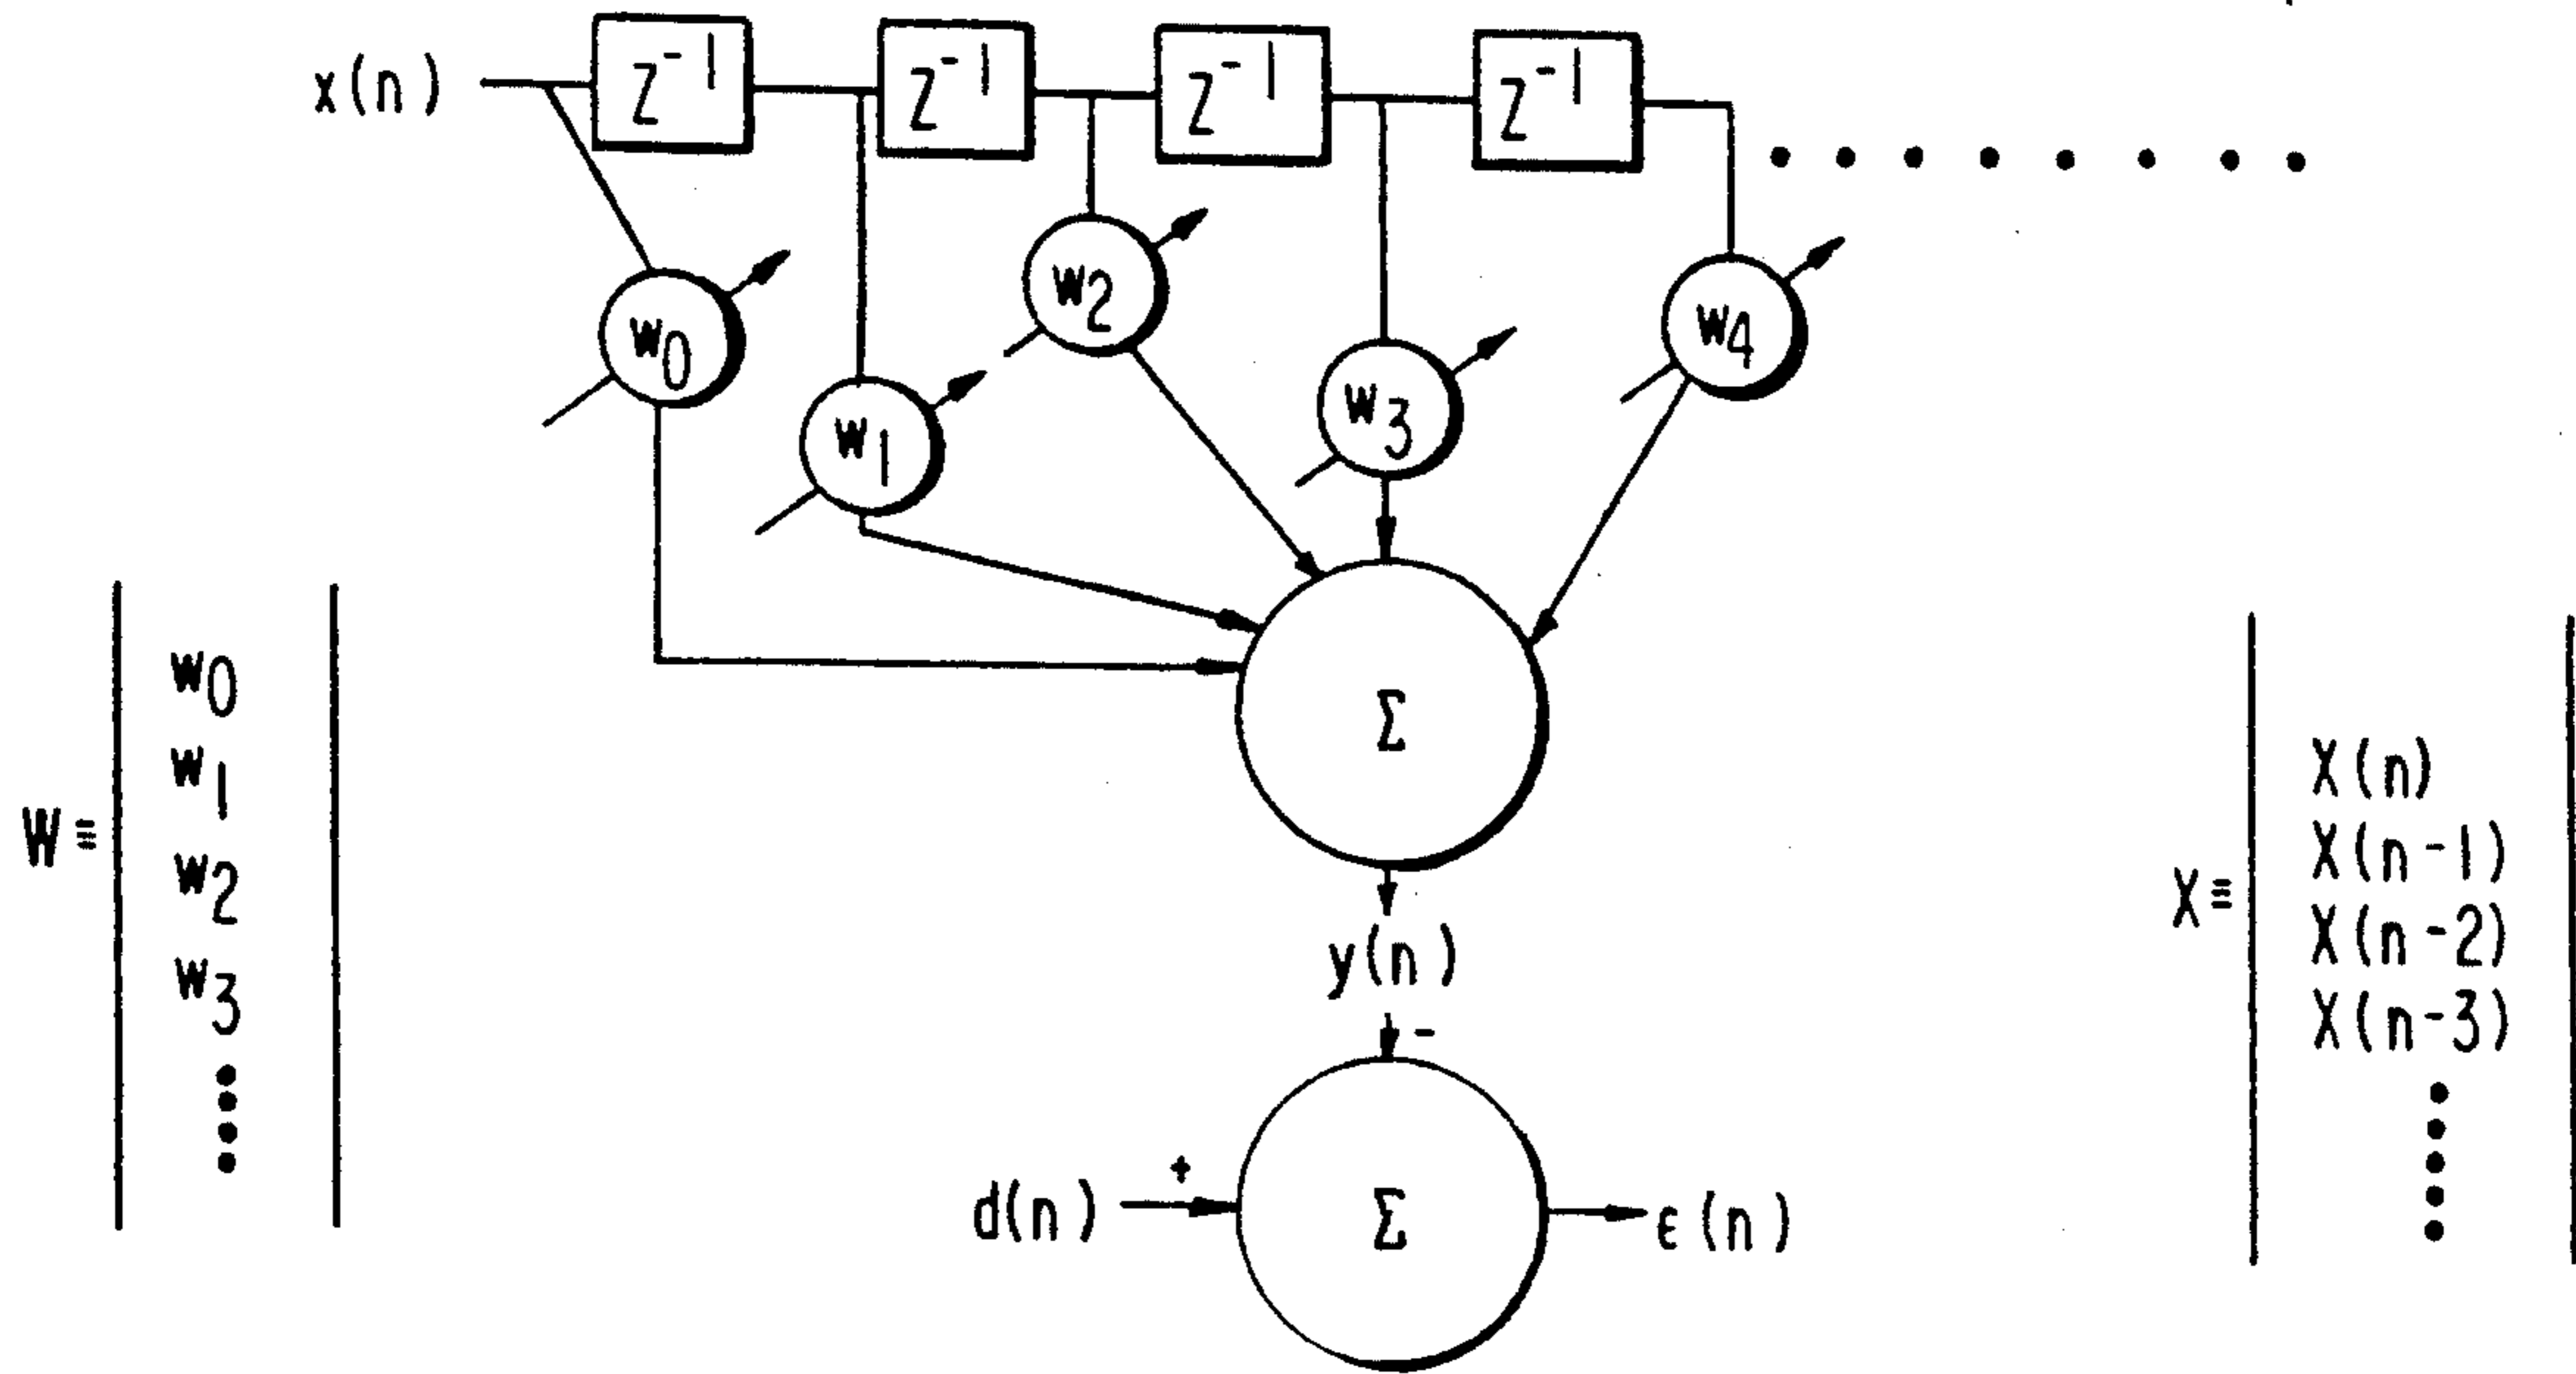 x(n) Z⁻¹ Z⁻¹ Z⁻¹ Z⁻¹ ........
w₀ w₁ w₂ w₃ w₄
Σ
W≡
w₀
w₁
w₂
w₃
X≡
X(n)
X(n-1)
X(n-2)
X(n-3)
y(n)
-
d(n) + Σ ε(n)